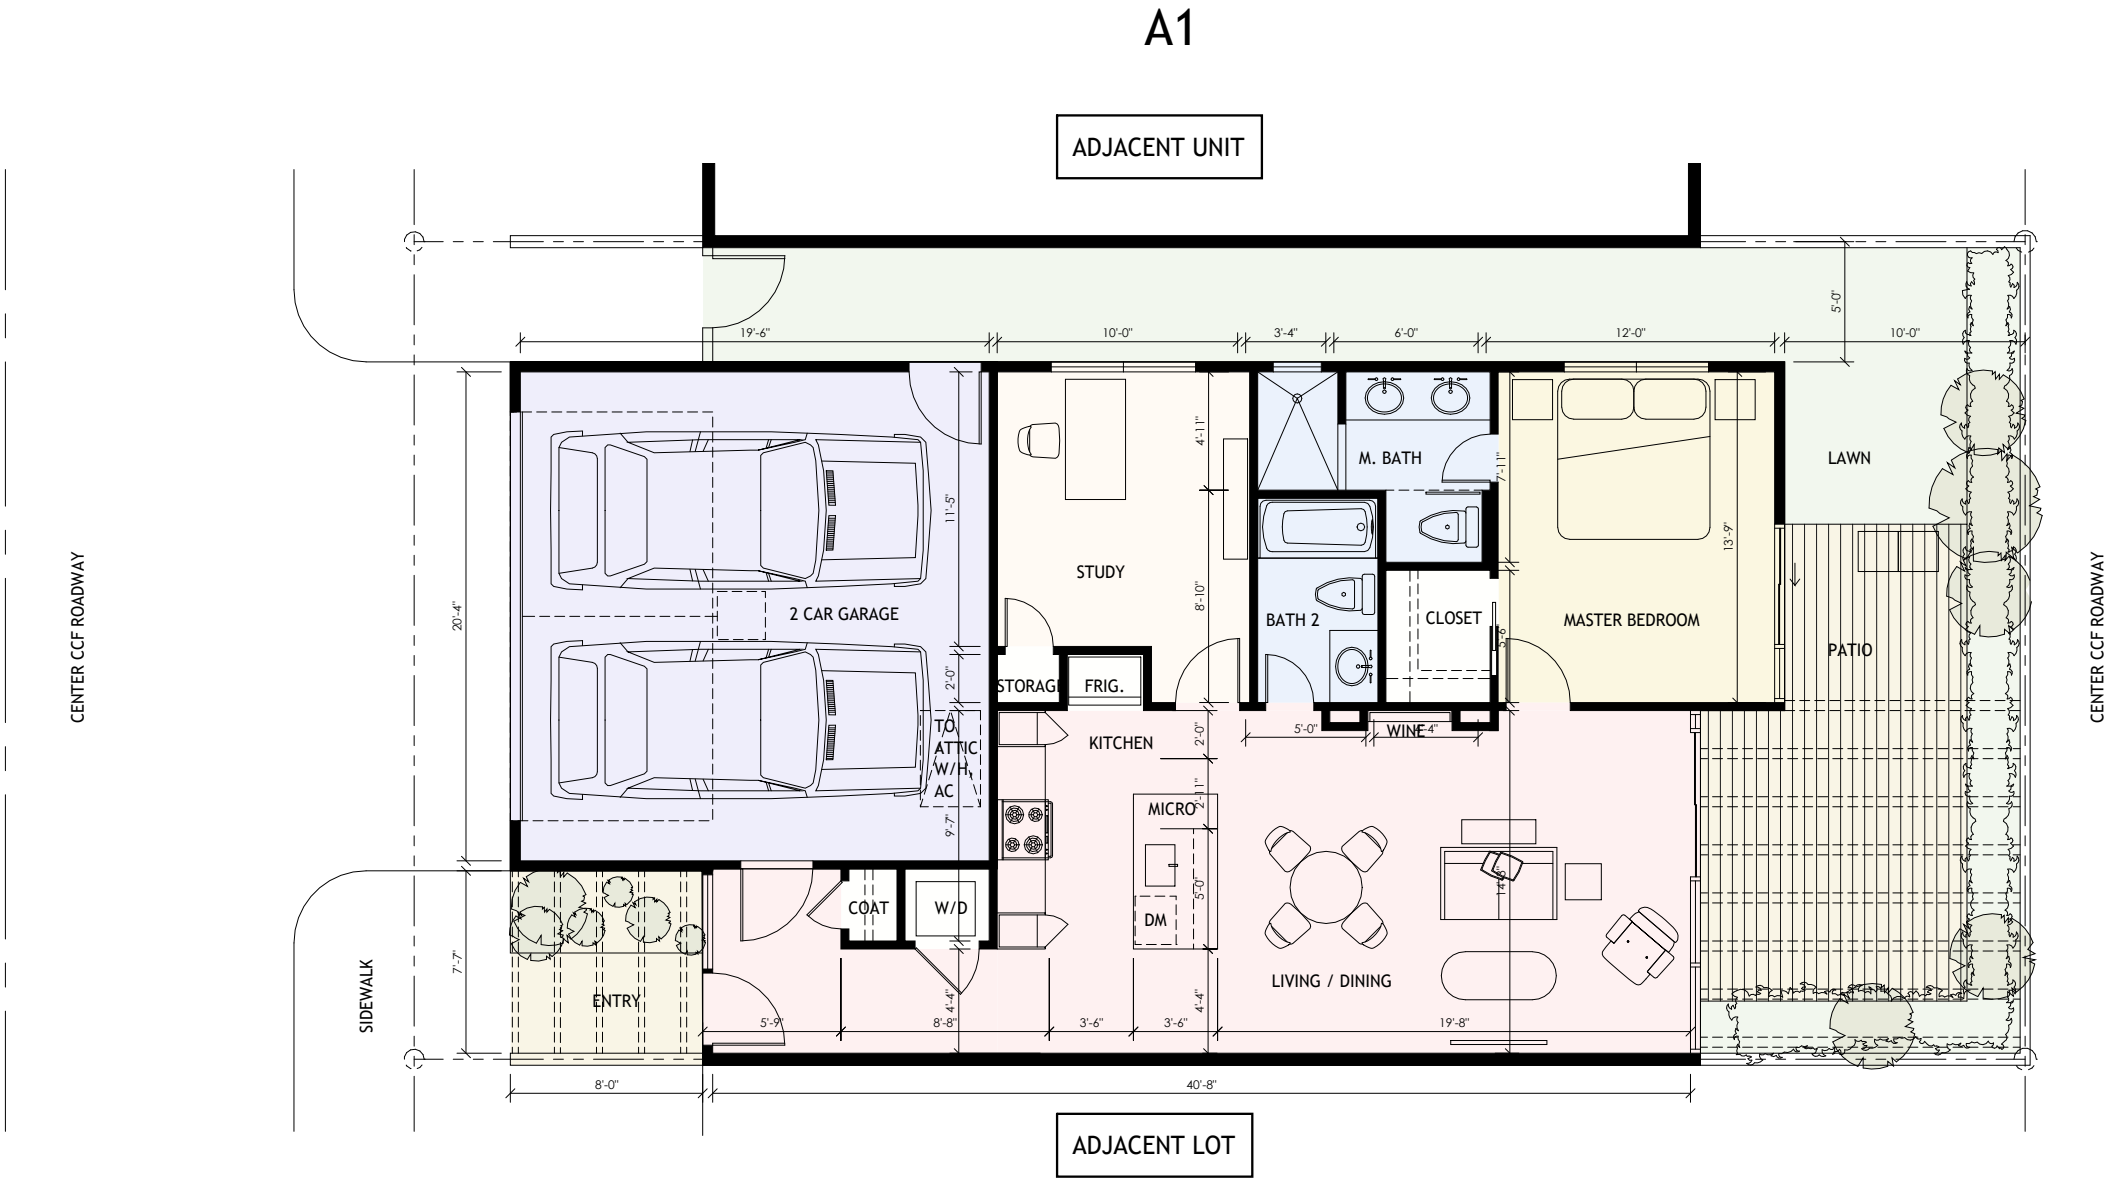 A1
ADJACENT UNIT
5'-0"
19'-6"
10'-0"
3'-4"
6'-0"
12'-0"
10'-0"
4'-11"
M. BATH
7'-11"
LAWN
11'-5"
13'-9"
STUDY
8'-10"
CENTER CCF ROADWAY
20'-4"
2 CAR GARAGE
BATH 2
CLOSET
5'-6"
MASTER BEDROOM
PATIO
CENTER CCF ROADWAY
2'-0"
STORAG
FRIG.
TO
ATTIC
W/H,
AC
KITCHEN
2'-0"
5'-0"
WINE
2'-11"
MICRO
9'-7"
COAT
W/D
DM
5'-0"
7'-7"
SIDEWALK
ENTRY
LIVING / DINING
4'-4"
4'-4"
5'-9"
8'-8"
3'-6"
3'-6"
19'-8"
8'-0"
40'-8"
ADJACENT LOT